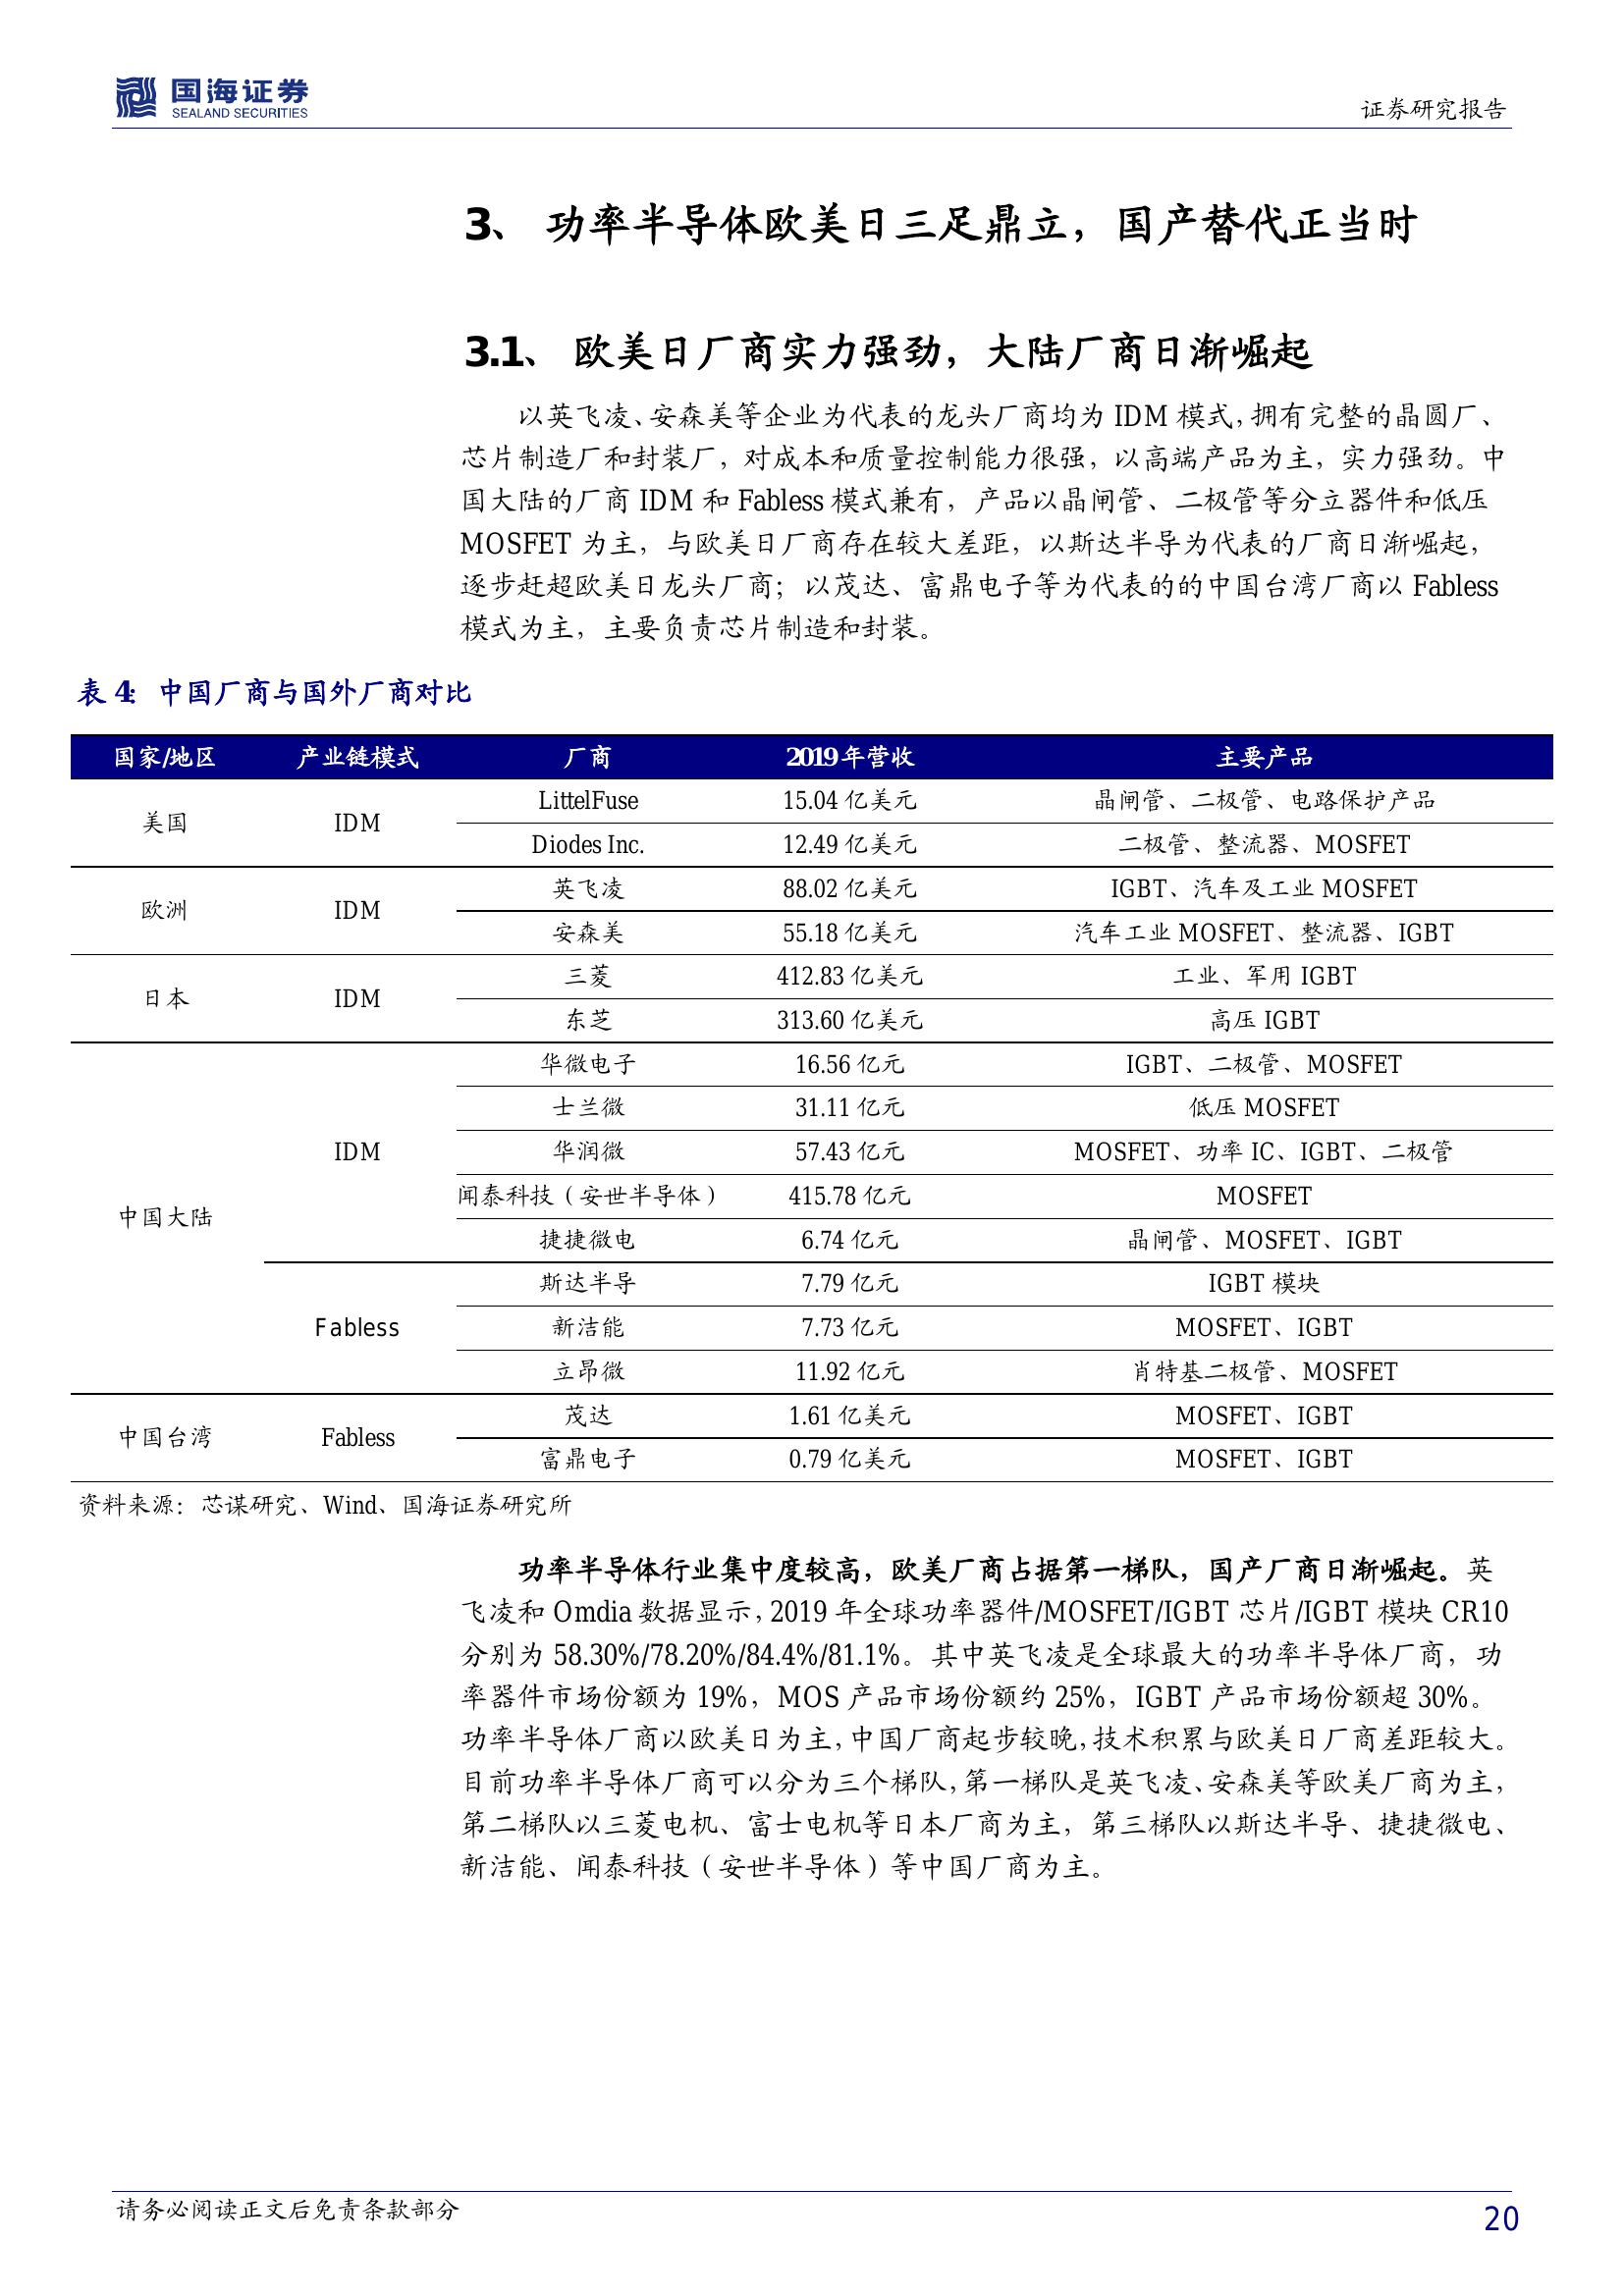 国海证券
SEALAND SECURITIES
证券研究报告
3、 功率半导体欧美日三足鼎立，国产替代正当时
3.1、 欧美日厂商实力强劲，大陆厂商日渐崛起
以英飞凌、安森美等企业为代表的龙头厂商均为 IDM 模式，拥有完整的晶圆厂、
芯片制造厂和封装厂，对成本和质量控制能力很强，以高端产品为主，实力强劲。中
国大陆的厂商 IDM 和 Fabless 模式兼有，产品以晶闸管、二极管等分立器件和低压
MOSFET 为主，与欧美日厂商存在较大差距，以斯达半导为代表的厂商日渐崛起，
逐步赶超欧美日龙头厂商；以茂达、富鼎电子等为代表的的中国台湾厂商以 Fabless
模式为主，主要负责芯片制造和封装。
表 4：中国厂商与国外厂商对比
国家/地区 产业链模式 厂商 2019 年营收 主要产品
美国 IDM LittelFuse 15.04 亿美元 晶闸管、二极管、电路保护产品
Diodes Inc. 12.49 亿美元 二极管、整流器、MOSFET
欧洲 IDM 英飞凌 88.02 亿美元 IGBT、汽车及工业 MOSFET
安森美 55.18 亿美元 汽车工业 MOSFET、整流器、IGBT
日本 IDM 三菱 412.83 亿美元 工业、军用 IGBT
东芝 313.60 亿美元 高压 IGBT
中国大陆 IDM 华微电子 16.56 亿元 IGBT、二极管、MOSFET
士兰微 31.11 亿元 低压 MOSFET
华润微 57.43 亿元 MOSFET、功率 IC、IGBT、二极管
闻泰科技（安世半导体） 415.78 亿元 MOSFET
捷捷微电 6.74 亿元 晶闸管、MOSFET、IGBT
Fabless 斯达半导 7.79 亿元 IGBT 模块
新洁能 7.73 亿元 MOSFET、IGBT
立昂微 11.92 亿元 肖特基二极管、MOSFET
中国台湾 Fabless 茂达 1.61 亿美元 MOSFET、IGBT
富鼎电子 0.79 亿美元 MOSFET、IGBT
资料来源：芯谋研究、Wind、国海证券研究所
功率半导体行业集中度较高，欧美厂商占据第一梯队，国产厂商日渐崛起。英
飞凌和 Omdia 数据显示，2019 年全球功率器件/MOSFET/IGBT 芯片/IGBT 模块 CR10
分别为 58.30%/78.20%/84.4%/81.1%。其中英飞凌是全球最大的功率半导体厂商，功
率器件市场份额为 19%，MOS 产品市场份额约 25%，IGBT 产品市场份额超 30%。
功率半导体厂商以欧美日为主，中国厂商起步较晚，技术积累与欧美日厂商差距较大。
目前功率半导体厂商可以分为三个梯队，第一梯队是英飞凌、安森美等欧美厂商为主，
第二梯队以三菱电机、富士电机等日本厂商为主，第三梯队以斯达半导、捷捷微电、
新洁能、闻泰科技（安世半导体）等中国厂商为主。
请务必阅读正文后免责条款部分
20